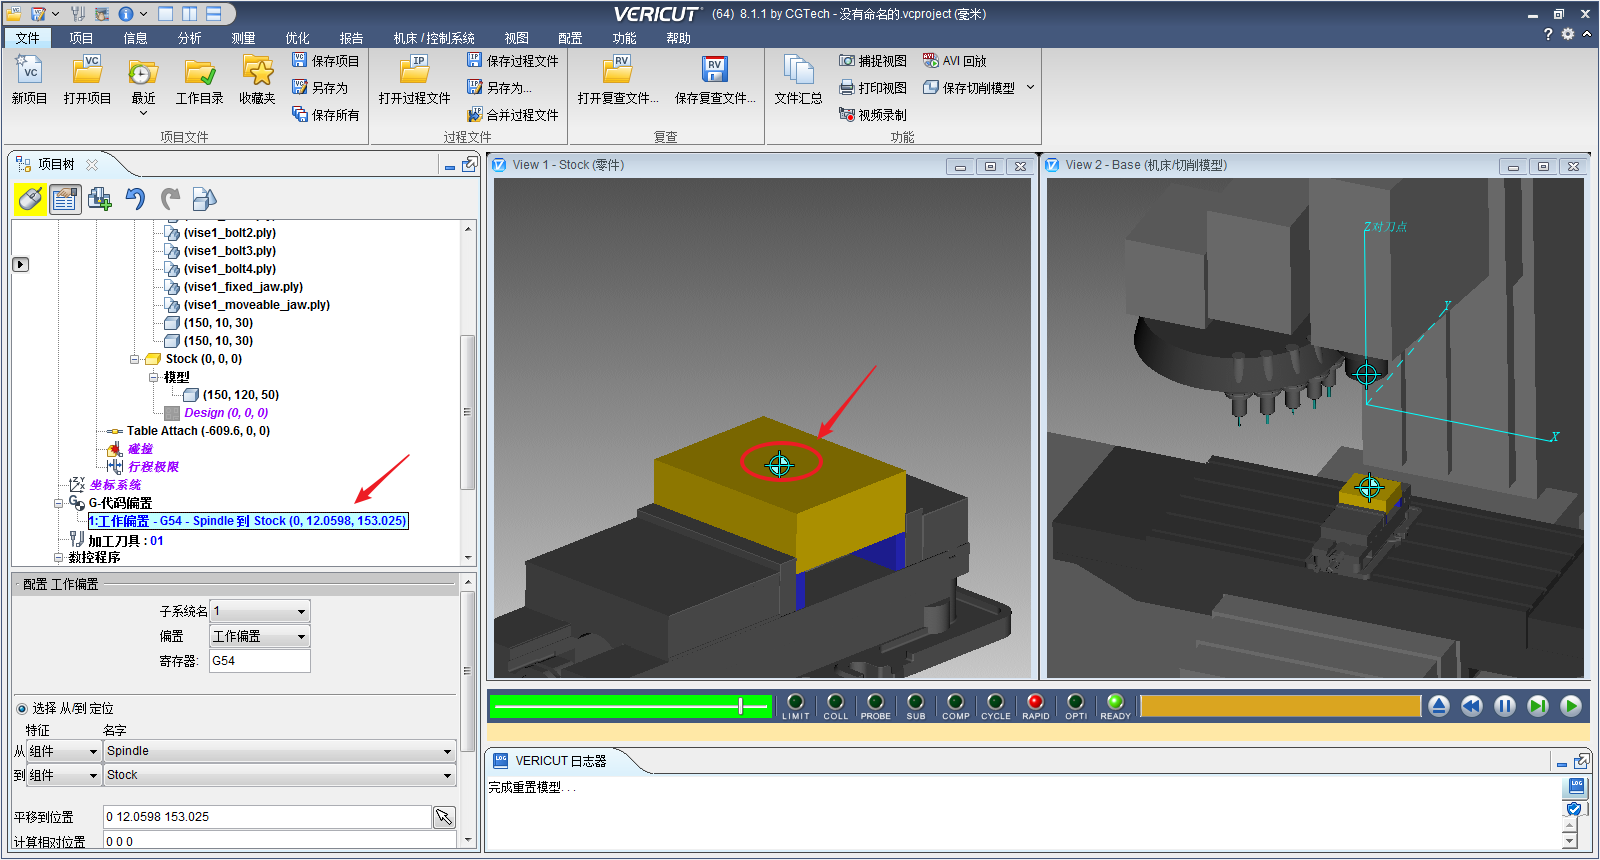 VERICUT (64) 8.1.1 by CGTech - 没有命名的.vcproject (毫米)
文件 项目 信息 分析 测量 优化 报告 机床 / 控制系统 视图 配置 功能 帮助
新项目 打开项目 最近 工作目录 收藏夹 保存项目 另存为 保存所有
项目文件
打开过程文件 保存过程文件 另存为... 合并过程文件
过程文件
打开复查文件... 保存复查文件...
复查
文件汇总 捕捉视图 打印视图 视频录制 AVI 回放 保存切削模型
功能
项目树
(vise1_bolt2.ply)
(vise1_bolt3.ply)
(vise1_bolt4.ply)
(vise1_fixed_jaw.ply)
(vise1_moveable_jaw.ply)
(150, 10, 30)
(150, 10, 30)
Stock (0, 0, 0)
模型
(150, 120, 50)
Design (0, 0, 0)
Table Attach (-609.6, 0, 0)
碰撞
行程极限
坐标系统
G-代码偏置
1:工作偏置 - G54 - Spindle 到 Stock (0, 12.0598, 153.025)
加工刀具 : 01
数控程序
配置 工作偏置
子系统名 1
偏置 工作偏置
寄存器: G54
选择 从/到 定位
特征 名字
从 组件 Spindle
到 组件 Stock
平移到位置 0 12.0598 153.025
计算相对位置 0 0 0
View 1 - Stock (零件)
View 2 - Base (机床/切削模型)
Z对刀点
Y
X
LIMIT COLL PROBE SUB COMP CYCLE RAPID OPTI READY
VERICUT 日志器
完成重置模型. . .